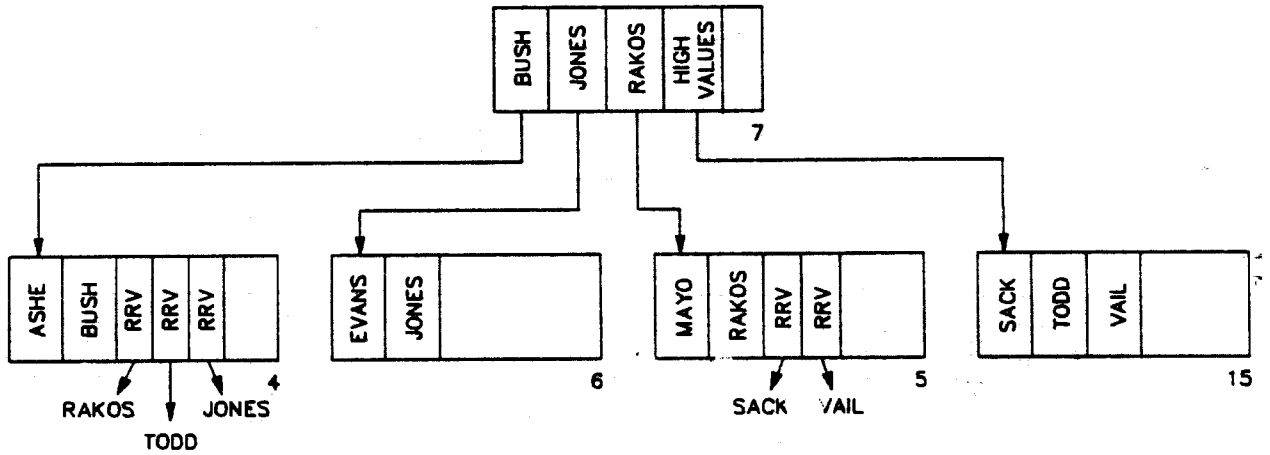 BUSH
JONES
RAKOS
HIGH
VALUES
7
ASHE
BUSH
RRV
RRV
RRV
4
RAKOS
TODD
JONES
EVANS
JONES
6
MAYO
RAKOS
RRV
RRV
5
SACK
VAIL
SACK
TODD
VAIL
15